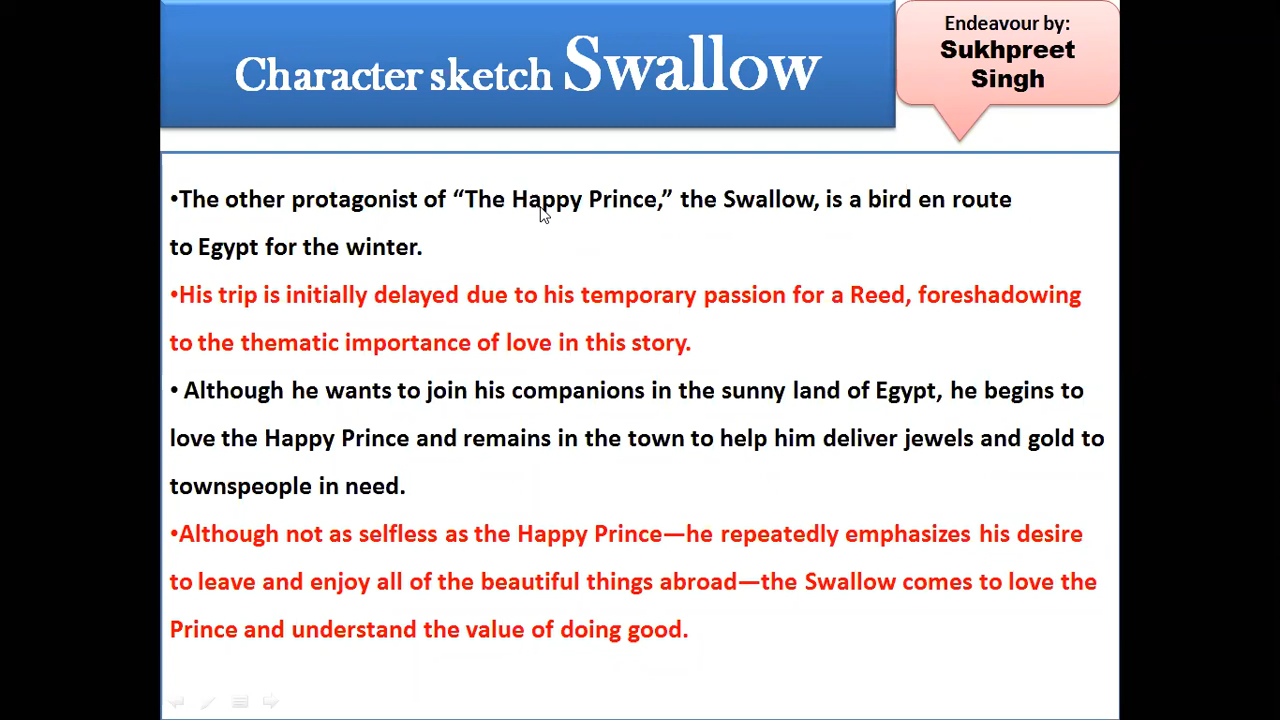 Character sketch Swallow
Endeavour by:
Sukhpreet
Singh
•The other protagonist of “The Happy Prince,” the Swallow, is a bird en route
to Egypt for the winter.
•His trip is initially delayed due to his temporary passion for a Reed, foreshadowing
to the thematic importance of love in this story.
• Although he wants to join his companions in the sunny land of Egypt, he begins to
love the Happy Prince and remains in the town to help him deliver jewels and gold to
townspeople in need.
•Although not as selfless as the Happy Prince—he repeatedly emphasizes his desire
to leave and enjoy all of the beautiful things abroad—the Swallow comes to love the
Prince and understand the value of doing good.